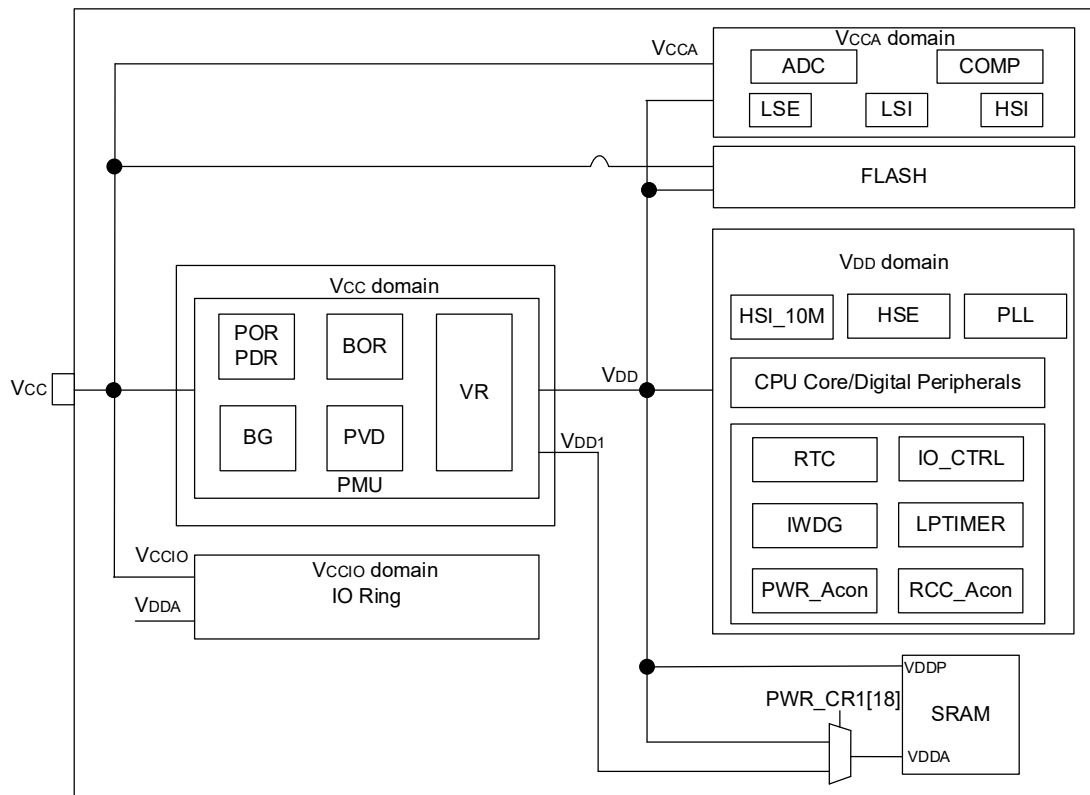 VCCA
VCCA domain
ADC
COMP
LSE
LSI
HSI
FLASH
VCC domain
POR
PDR
BOR
VR
BG
PVD
PMU
VCC
VDD
VDD1
VDD domain
HSI_10M
HSE
PLL
CPU Core/Digital Peripherals
RTC
IO_CTRL
IWDG
LPTIMER
PWR_Acon
RCC_Acon
VCCIO
VCCIO domain
IO Ring
VDDA
PWR_CR1[18]
VDDP
SRAM
VDDA